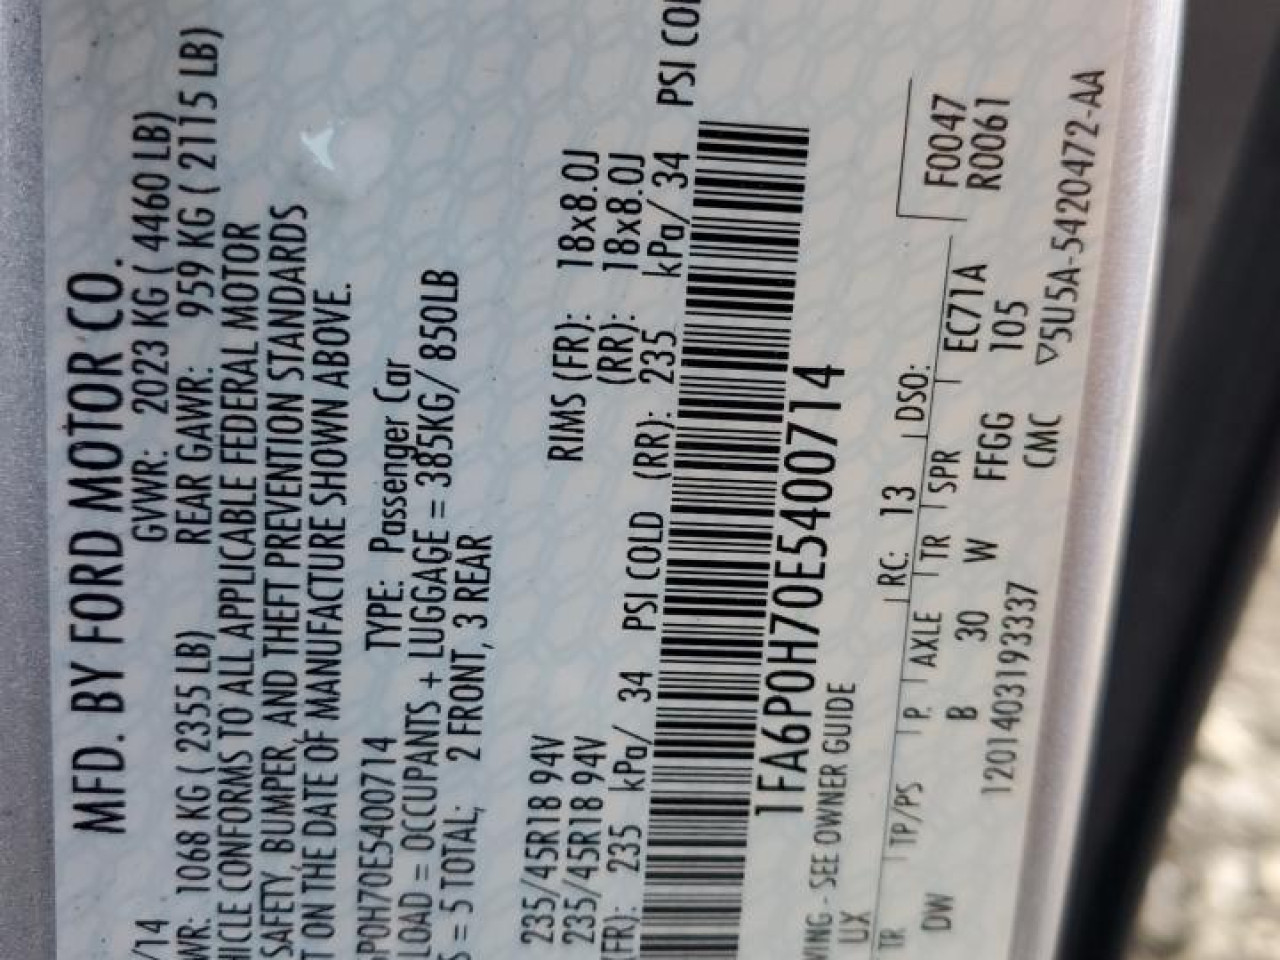 MFD. BY FORD MOTOR CO.
/14 GVWR: 2023 KG ( 4460 LB)
WR: 1068 KG ( 2355 LB) REAR GAWR: 959 KG ( 2115 LB)
HICLE CONFORMS TO ALL APPLICABLE FEDERAL MOTOR
SAFETY, BUMPER, AND THEFT PREVENTION STANDARDS
T ON THE DATE OF MANUFACTURE SHOWN ABOVE.
6P0H70E5400714 TYPE: Passenger Car
LOAD = OCCUPANTS + LUGGAGE = 385KG/ 850LB
S = 5 TOTAL; 2 FRONT, 3 REAR
235/45R18 94V RIMS (FR): 18x8.0J
235/45R18 94V (RR): 18x8.0J
(FR): 235 kPa/ 34 PSI COLD (RR): 235 kPa/ 34 PSI COL
1FA6P0H70E5400714
WING - SEE OWNER GUIDE
UX RC: 13 DSO:
TR TP/PS P. AXLE TR SPR F0047
DW B 30 W FFGG EC71A R0061
105
1201403193337 CMC ▽5U5A-5420472-AA